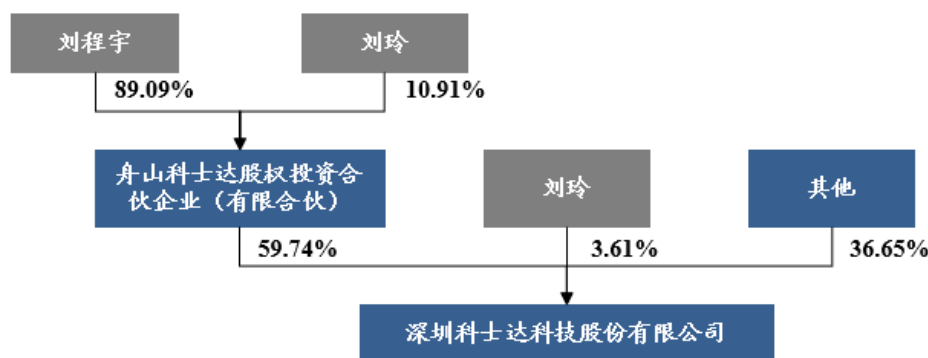 刘程宇
刘玲
89.09%
10.91%
舟山科士达股权投资合
伙企业（有限合伙）
刘玲
其他
59.74%
3.61%
36.65%
深圳科士达科技股份有限公司